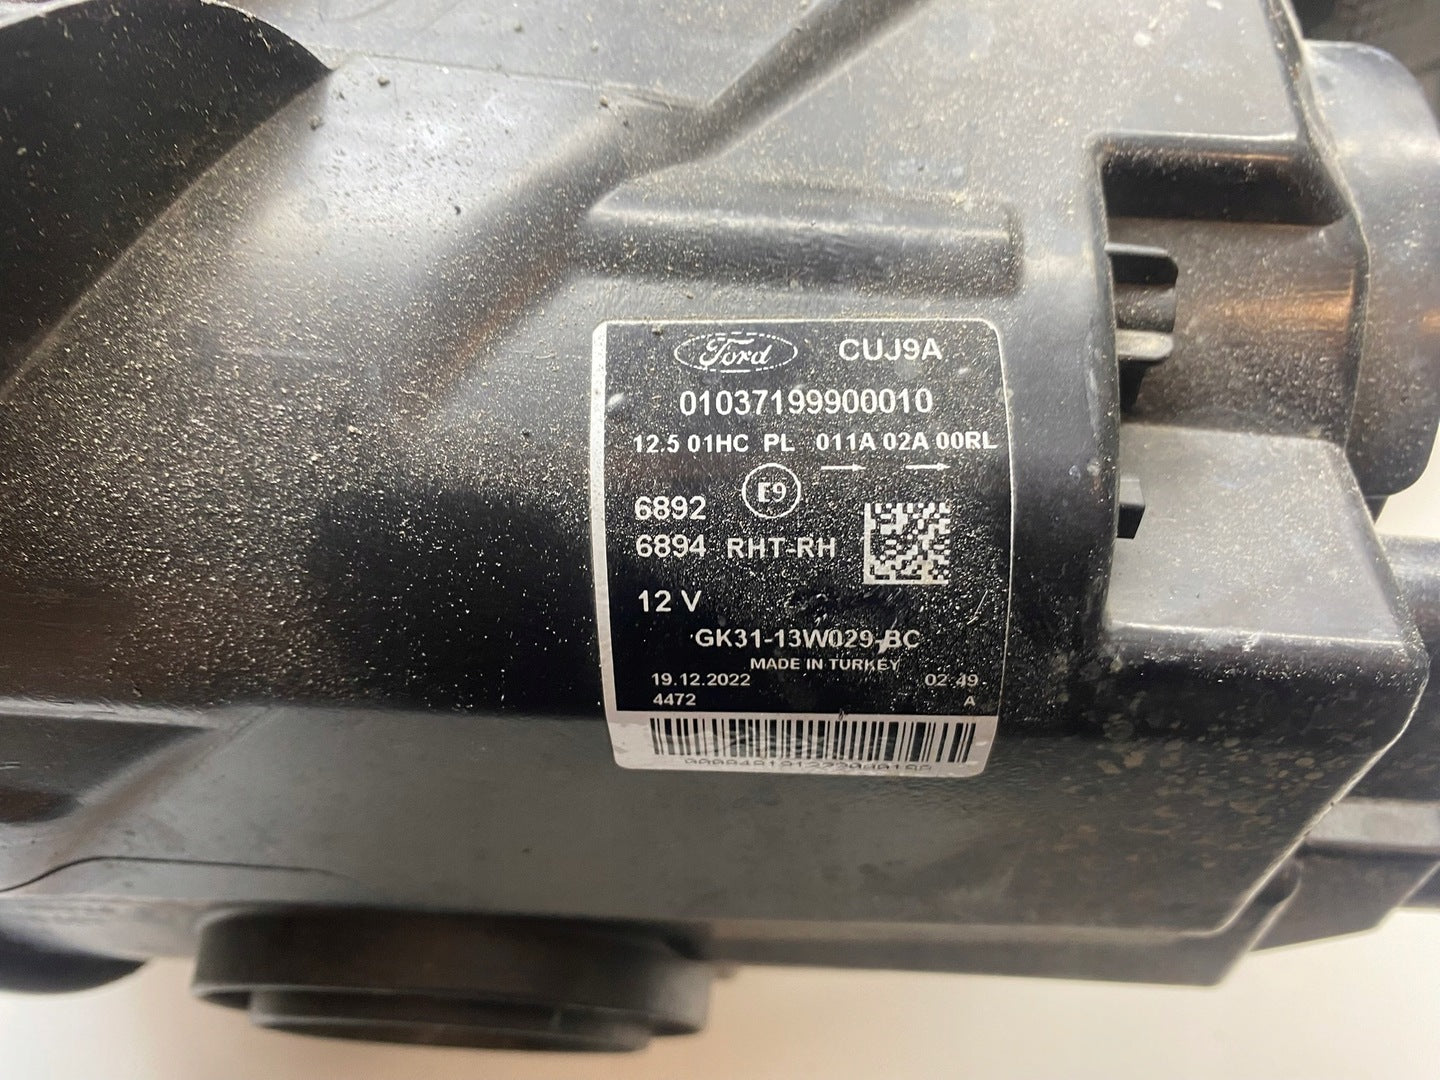 Ford CUJ9A
01037199900010
12.5 01HC PL 011A 02A 00RL
E9
6892
6894 RHT-RH
12 V
GK31-13W029-BC
MADE IN TURKEY
19.12.2022 02 49
4472 A